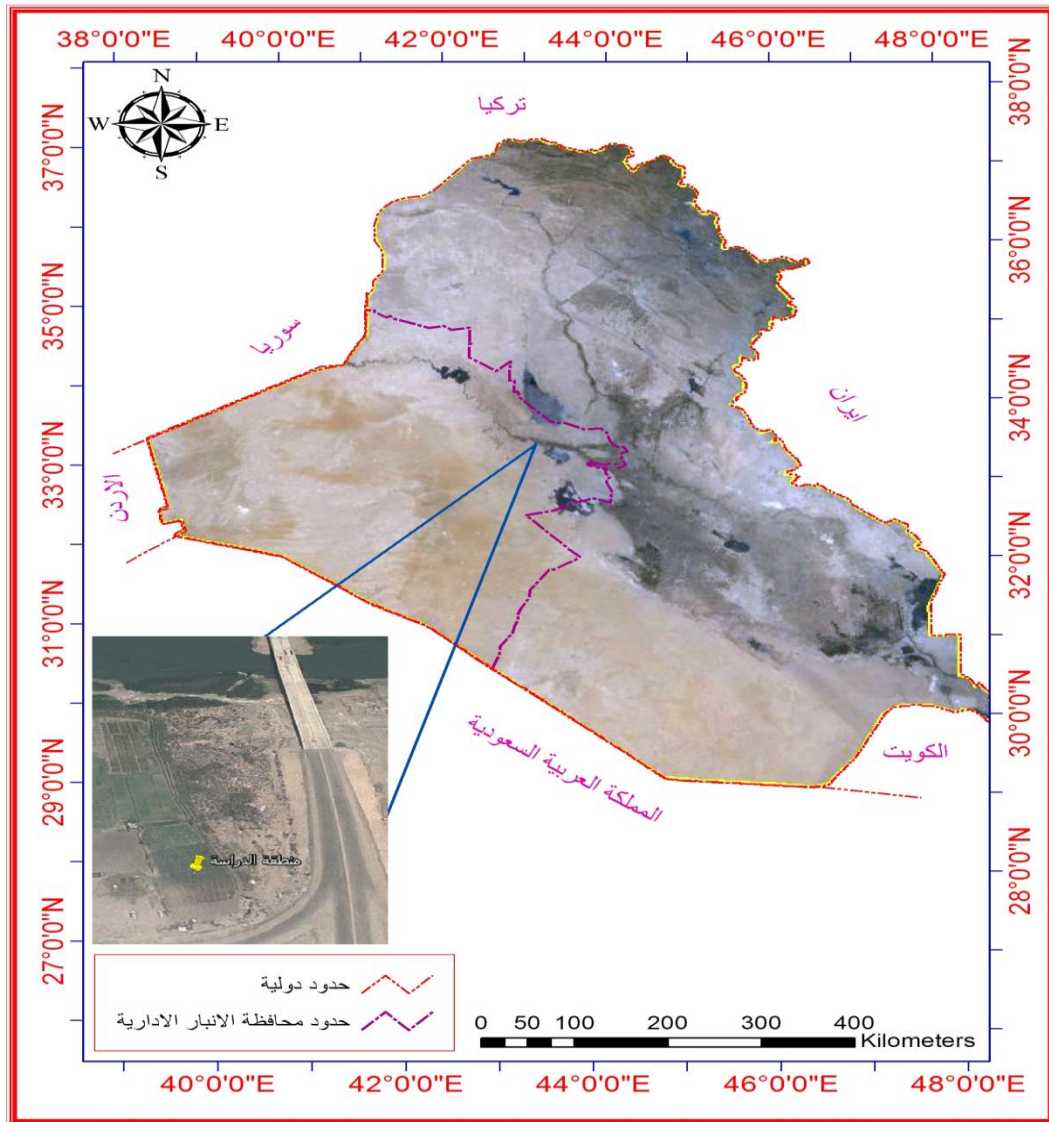 38°0'0"E 40°0'0"E 42°0'0"E 44°0'0"E 46°0'0"E 48°0'0"E
N
W E
S
تركيا
سوريا
ايران
الاردن
المملكة العربية السعودية
الكويت
منطقة الدراسة
37°0'0"N
35°0'0"N
33°0'0"N
31°0'0"N
29°0'0"N
27°0'0"N
38°0'0"N
36°0'0"N
34°0'0"N
32°0'0"N
30°0'0"N
28°0'0"N
حدود دولية
حدود محافظة الانبار الادارية
0 50 100 200 300 400
Kilometers
40°0'0"E 42°0'0"E 44°0'0"E 46°0'0"E 48°0'0"E